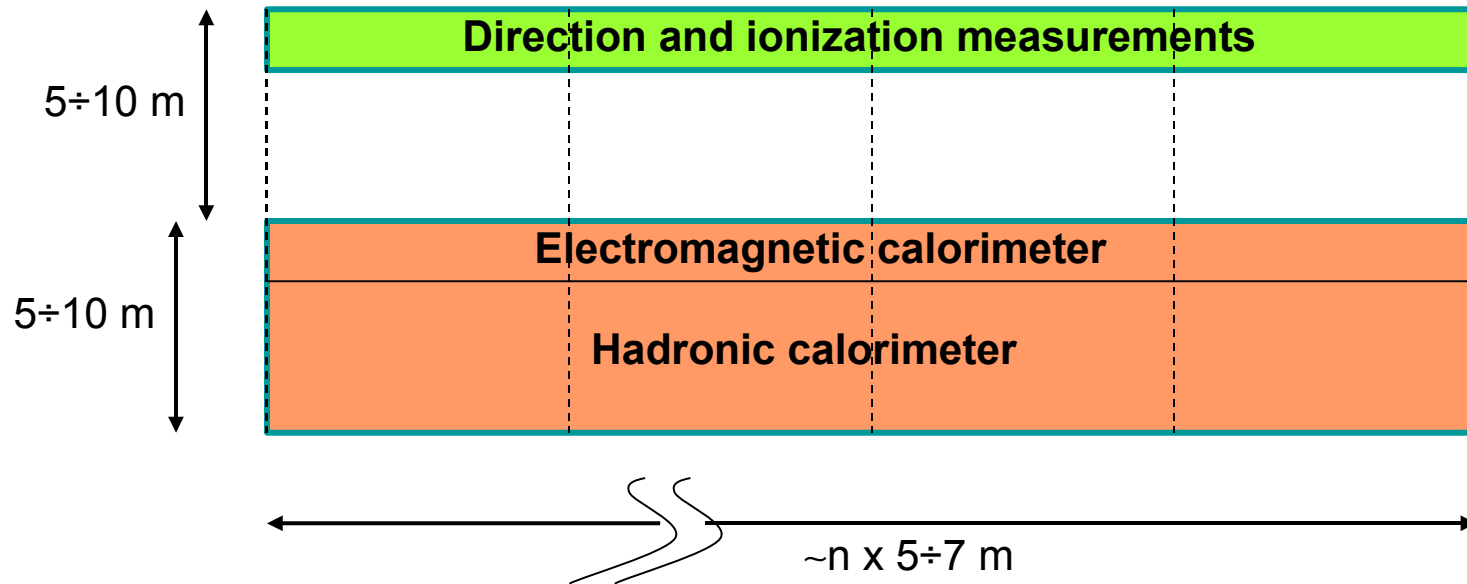 Direction and ionization measurements
5÷10 m
Electromagnetic calorimeter
5÷10 m
Hadronic calorimeter
~n x 5÷7 m